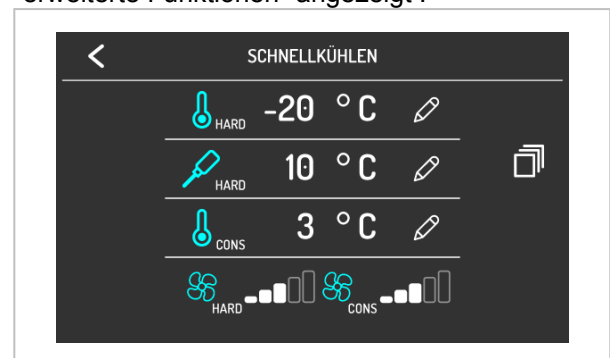 erweiterte Funktionen" angezeigt .
SCHNELLKÜHLEN
HARD -20 °C
HARD 10 °C
CONS 3 °C
HARD CONS